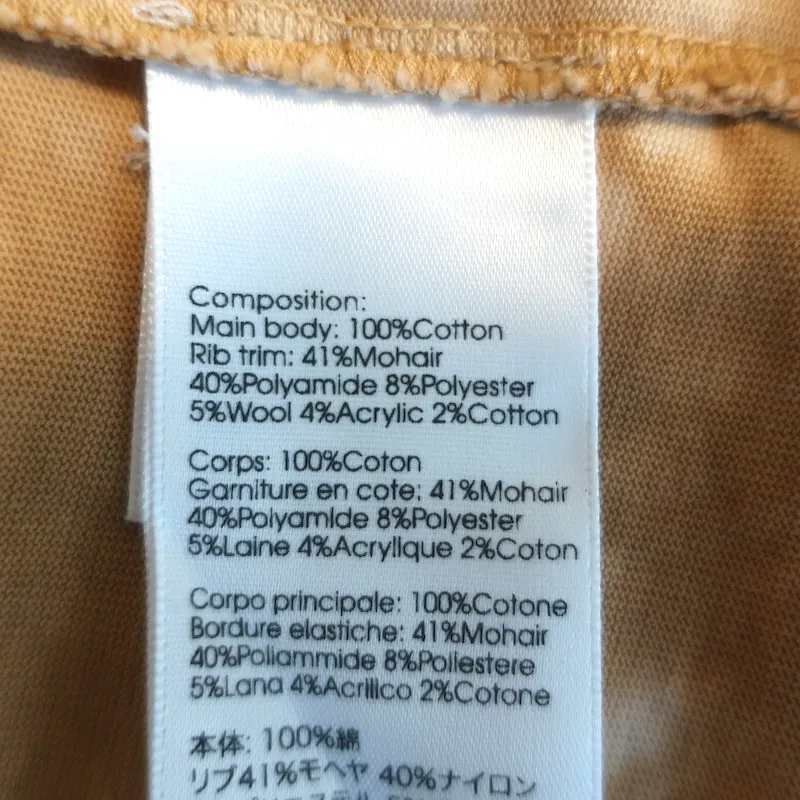 Composition:
Main body: 100%Cotton
Rib trim: 41%Mohair
40%Polyamide 8%Polyester
5%Wool 4%Acrylic 2%Cotton
Corps: 100%Coton
Garniture en cote: 41%Mohair
40%Polyamide 8%Polyester
5%Laine 4%Acrylique 2%Coton
Corpo principale: 100%Cotone
Bordure elastiche: 41%Mohair
40%Poliammide 8%Poliestere
5%Lana 4%Acrilico 2%Cotone
本体: 100%綿
リブ41%モヘヤ 40%ナイロン